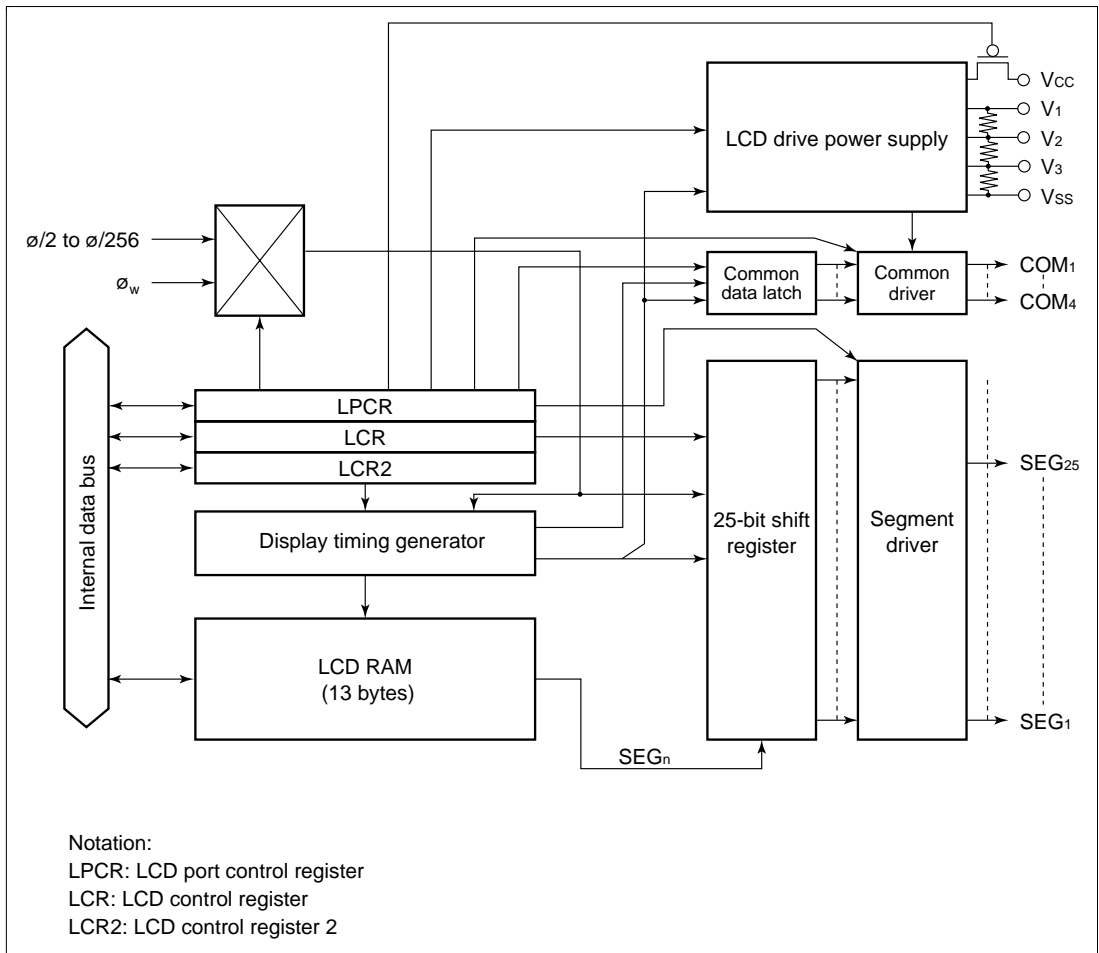 VCC
V1
LCD drive power supply
V2
V3
VSS
ø/2 to ø/256
øw
Common
data latch
Common
driver
COM1
COM4
Internal data bus
LPCR
LCR
LCR2
Display timing generator
25-bit shift
register
Segment
driver
SEG25
LCD RAM
(13 bytes)
SEGn
SEG1
Notation:
LPCR: LCD port control register
LCR: LCD control register
LCR2: LCD control register 2